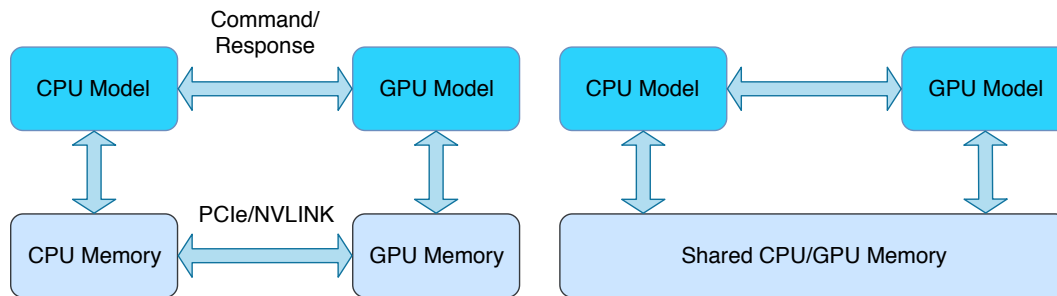 Command/
Response
CPU Model
GPU Model
CPU Model
GPU Model
PCIe/NVLINK
CPU Memory
GPU Memory
Shared CPU/GPU Memory